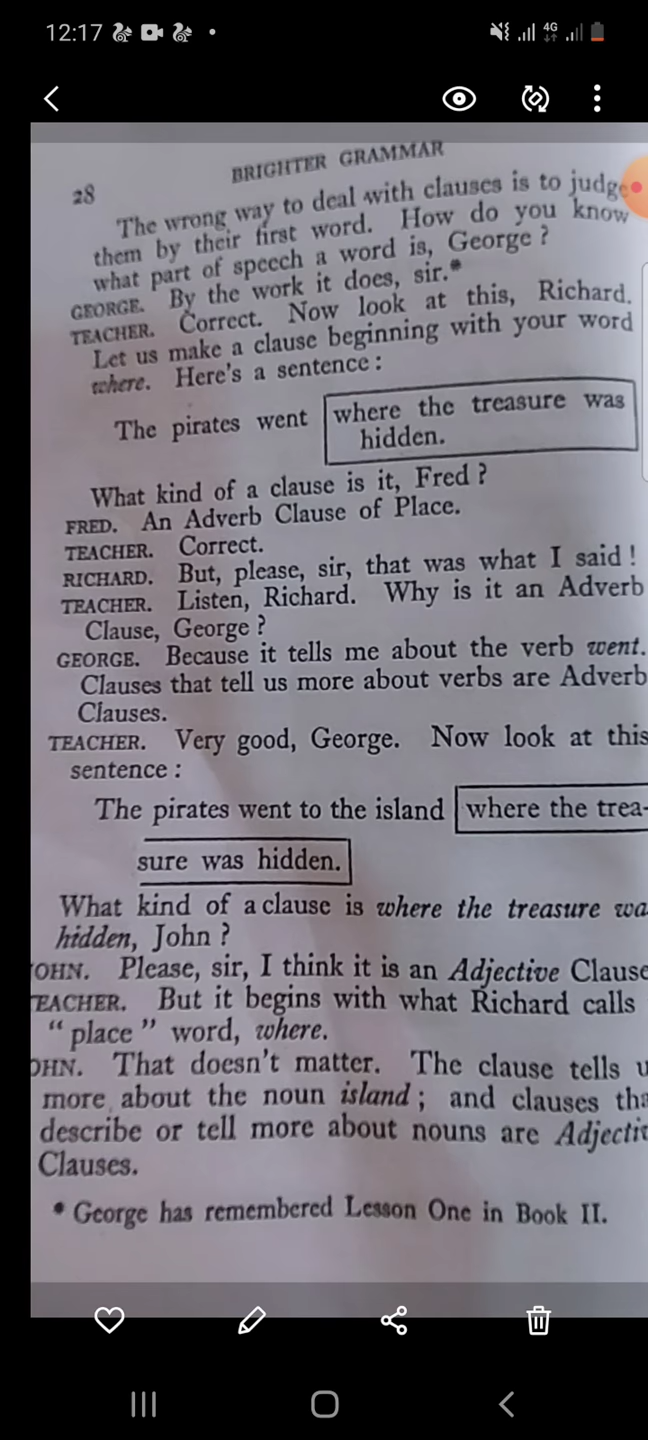 12:17
4G
28
BRIGHTER GRAMMAR
The wrong way to deal with clauses is to judge
them by their first word. How do you know
what part of speech a word is, George ?
GEORGE. By the work it does, sir.*
TEACHER. Correct. Now look at this, Richard.
Let us make a clause beginning with your word
where. Here's a sentence :
The pirates went where the treasure was
hidden.
What kind of a clause is it, Fred ?
FRED. An Adverb Clause of Place.
TEACHER. Correct.
RICHARD. But, please, sir, that was what I said !
TEACHER. Listen, Richard. Why is it an Adverb
Clause, George ?
GEORGE. Because it tells me about the verb went.
Clauses that tell us more about verbs are Adverb
Clauses.
TEACHER. Very good, George. Now look at this
sentence :
The pirates went to the island where the trea-
sure was hidden.
What kind of a clause is where the treasure wa
hidden, John ?
OHN. Please, sir, I think it is an Adjective Clause
EACHER. But it begins with what Richard calls
“ place ” word, where.
OHN. That doesn't matter. The clause tells u
more about the noun island ; and clauses tha
describe or tell more about nouns are Adjectiv
Clauses.
* George has remembered Lesson One in Book II.